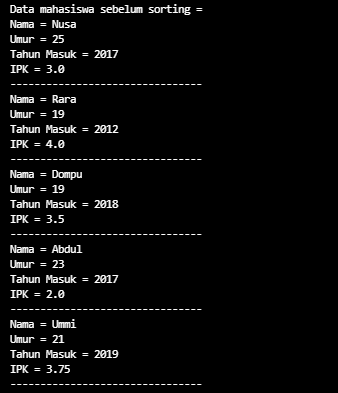 Data mahasiswa sebelum sorting =
Nama = Nusa
Umur = 25
Tahun Masuk = 2017
IPK = 3.0
--------------------------------
Nama = Rara
Umur = 19
Tahun Masuk = 2012
IPK = 4.0
--------------------------------
Nama = Dompu
Umur = 19
Tahun Masuk = 2018
IPK = 3.5
--------------------------------
Nama = Abdul
Umur = 23
Tahun Masuk = 2017
IPK = 2.0
--------------------------------
Nama = Ummi
Umur = 21
Tahun Masuk = 2019
IPK = 3.75
--------------------------------